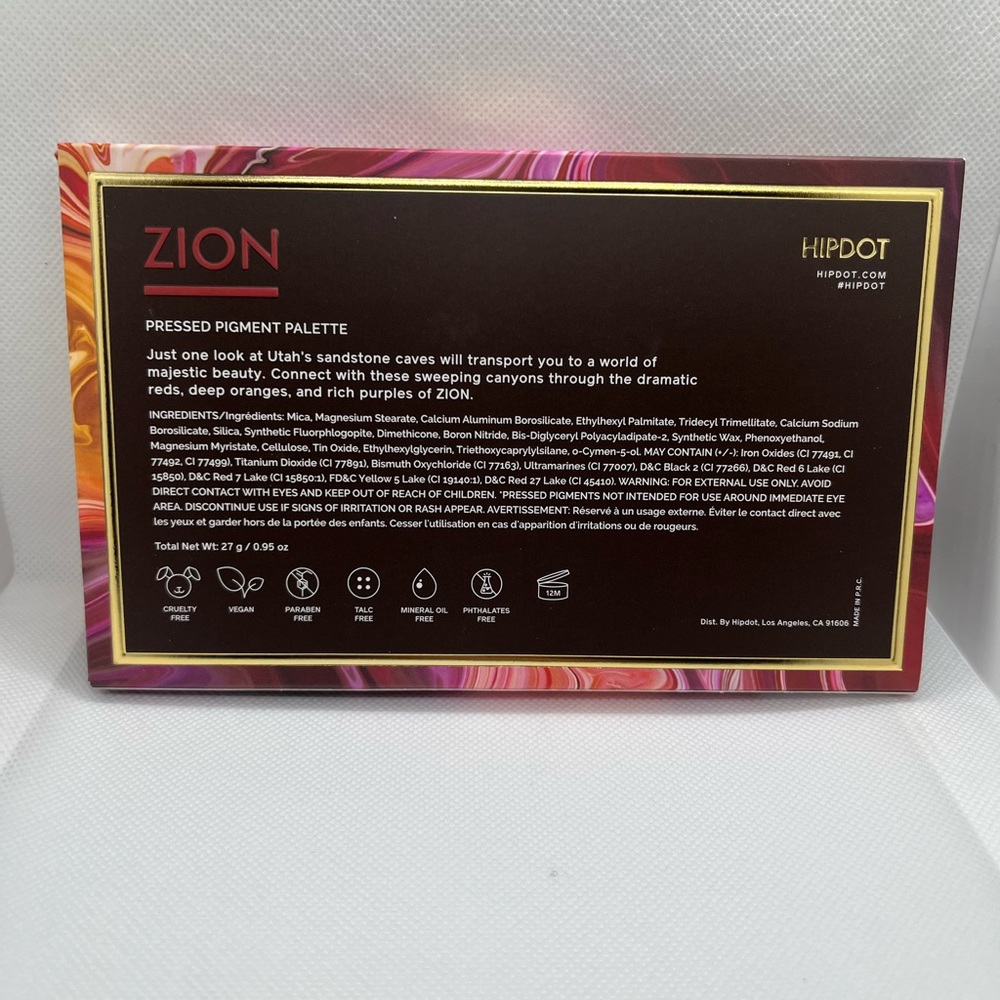 ZION
HIPDOT
HIPDOT.COM
#HIPDOT
PRESSED PIGMENT PALETTE
Just one look at Utah's sandstone caves will transport you to a world of
majestic beauty. Connect with these sweeping canyons through the dramatic
reds, deep oranges, and rich purples of ZION.
INGREDIENTS/Ingrédients: Mica, Magnesium Stearate, Calcium Aluminum Borosilicate, Ethylhexyl Palmitate, Tridecyl Trimellitate, Calcium Sodium
Borosilicate, Silica, Synthetic Fluorphlogopite, Dimethicone, Boron Nitride, Bis-Diglyceryl Polyacyladipate-2, Synthetic Wax, Phenoxyethanol,
Magnesium Myristate, Cellulose, Tin Oxide, Ethylhexylglycerin, Triethoxycaprylylsilane, o-Cymen-5-ol. MAY CONTAIN (+/-): Iron Oxides (CI 77491, CI
77492, CI 77499), Titanium Dioxide (CI 77891), Bismuth Oxychloride (CI 77163), Ultramarines (CI 77007), D&C Black 2 (CI 77266), D&C Red 6 Lake (CI
15850), D&C Red 7 Lake (CI 15850:1), FD&C Yellow 5 Lake (CI 19140:1), D&C Red 27 Lake (CI 45410). WARNING: FOR EXTERNAL USE ONLY. AVOID
DIRECT CONTACT WITH EYES AND KEEP OUT OF REACH OF CHILDREN. *PRESSED PIGMENTS NOT INTENDED FOR USE AROUND IMMEDIATE EYE
AREA. DISCONTINUE USE IF SIGNS OF IRRITATION OR RASH APPEAR. AVERTISSEMENT: Réservé à un usage externe. Éviter le contact direct avec
les yeux et garder hors de la portée des enfants. Cesser l'utilisation en cas d'apparition d'irritations ou de rougeurs.
Total Net Wt: 27 g / 0.95 oz
CRUELTY
FREE
VEGAN
PARABEN
FREE
TALC
FREE
MINERAL OIL
FREE
PHTHALATES
FREE
12M
Dist. By Hipdot, Los Angeles, CA 91606
MADE IN P.R.C.